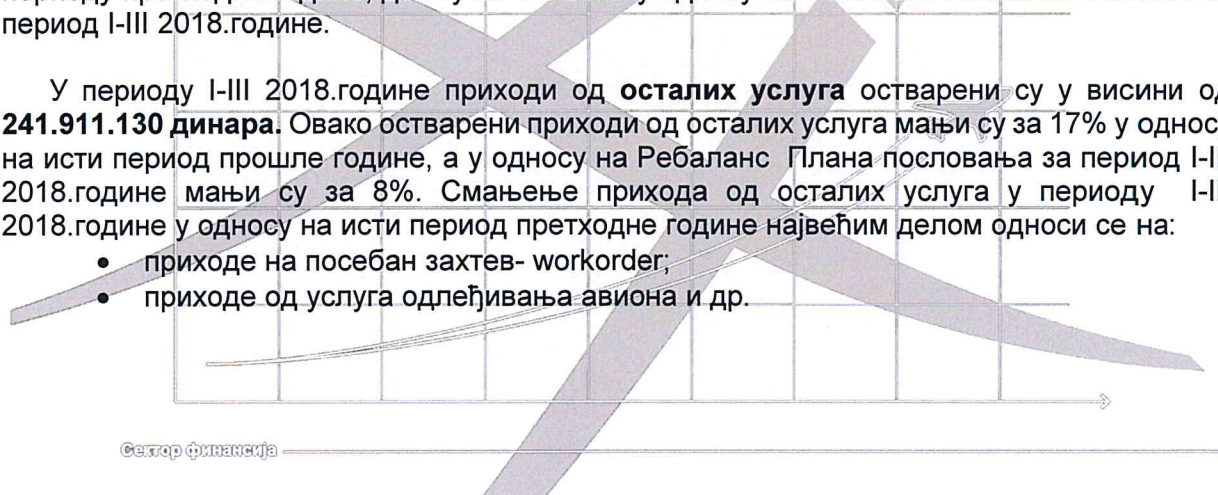 период I-III 2018.године.
У периоду I-III 2018.године приходи од осталих услуга остварени су у висини
241.911.130 динара. Овако остварени приходи од осталих услуга мањи су за 17% у
на исти период прошле године, а у односу на Ребаланс Плана пословања за период
2018.године мањи су за 8%. Смањење прихода од осталих услуга у периоду
2018.године у односу на исти период претходне године највећим делом односи се на:
• приходе на посебан захтев- workorder;
• приходе од услуга одлеђивања авиона и др.
Сектор финансија